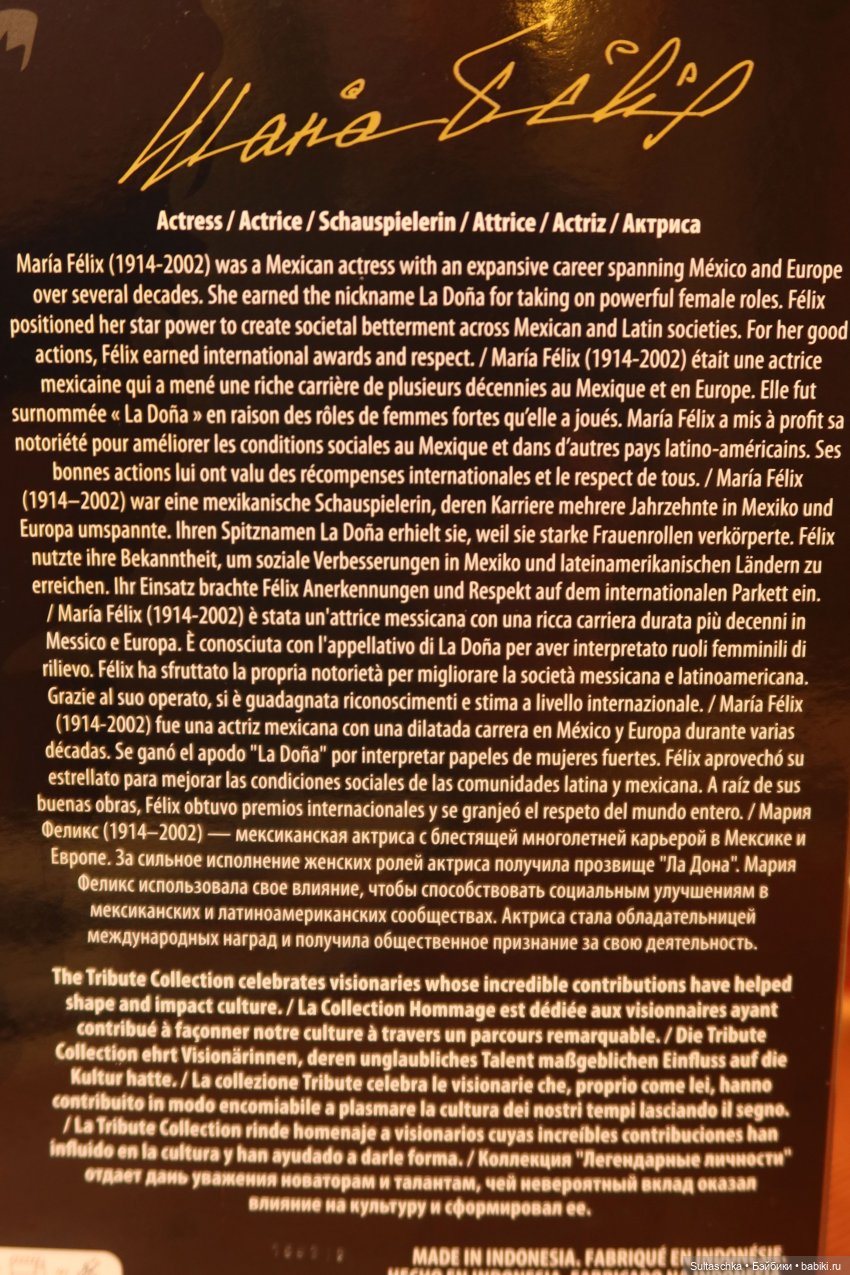 María Félix
Actress / Actrice / Schauspielerin / Attrice / Actriz / Актриса
María Félix (1914-2002) was a Mexican actress with an expansive career spanning México and Europe
over several decades. She earned the nickname La Doña for taking on powerful female roles. Félix
positioned her star power to create societal betterment across Mexican and Latin societies. For her good
actions, Félix earned international awards and respect. / María Félix (1914-2002) était une actrice
mexicaine qui a mené une riche carrière de plusieurs décennies au Mexique et en Europe. Elle fut
surnommée « La Doña » en raison des rôles de femmes fortes qu’elle a joués. María Félix a mis à profit sa
notoriété pour améliorer les conditions sociales au Mexique et dans d’autres pays latino-américains. Ses
bonnes actions lui ont valu des récompenses internationales et le respect de tous. / María Félix
(1914–2002) war eine mexikanische Schauspielerin, deren Karriere mehrere Jahrzehnte in Mexiko und
Europa umspannte. Ihren Spitznamen La Doña erhielt sie, weil sie starke Frauenrollen verkörperte. Félix
nutzte ihre Bekanntheit, um soziale Verbesserungen in Mexiko und lateinamerikanischen Ländern zu
erreichen. Ihr Einsatz brachte Félix Anerkennungen und Respekt auf dem internationalen Parkett ein.
/ María Félix (1914-2002) è stata un'attrice messicana con una ricca carriera durata più decenni in
Messico e Europa. È conosciuta con l'appellativo di La Doña per aver interpretato ruoli femminili di
rilievo. Félix ha sfruttato la propria notorietà per migliorare la società messicana e latinoamericana.
Grazie al suo operato, si è guadagnata riconoscimenti e stima a livello internazionale. / María Félix
(1914-2002) fue una actriz mexicana con una dilatada carrera en México y Europa durante varias
décadas. Se ganó el apodo "La Doña" por interpretar papeles de mujeres fuertes. Félix aprovechó su
estrellato para mejorar las condiciones sociales de las comunidades latina y mexicana. A raíz de sus
buenas obras, Félix obtuvo premios internacionales y se granjeó el respeto del mundo entero. / Мария
Феликс (1914–2002) — мексиканская актриса с блестящей многолетней карьерой в Мексике и
Европе. За сильное исполнение женских ролей актриса получила прозвище "Ла Дона". Мария
Феликс использовала свое влияние, чтобы способствовать социальным улучшениям в
мексиканских и латиноамериканских сообществах. Актриса стала обладательницей
международных наград и получила общественное признание за свою деятельность.
The Tribute Collection celebrates visionaries whose incredible contributions have helped
shape and impact culture. / La Collection Hommage est dédiée aux visionnaires ayant
contribué à façonner notre culture à travers un parcours remarquable. / Die Tribute
Collection ehrt Visionärinnen, deren unglaubliches Talent maßgeblichen Einfluss auf die
Kultur hatte. / La collezione Tribute celebra le visionarie che, proprio come lei, hanno
contribuito in modo encomiabile a plasmare la cultura dei nostri tempi lasciando il segno.
/ La Tribute Collection rinde homenaje a visionarios cuyas increíbles contribuciones han
influido en la cultura y han ayudado a darle forma. / Коллекция "Легендарные личности"
отдает дань уважения новаторам и талантам, чей невероятный вклад оказал
влияние на культуру и сформировал ее.
MADE IN INDONESIA. FABRIQUÉ EN INDONÉSIE.
Sultaschka • Бэйбики • babiki.ru